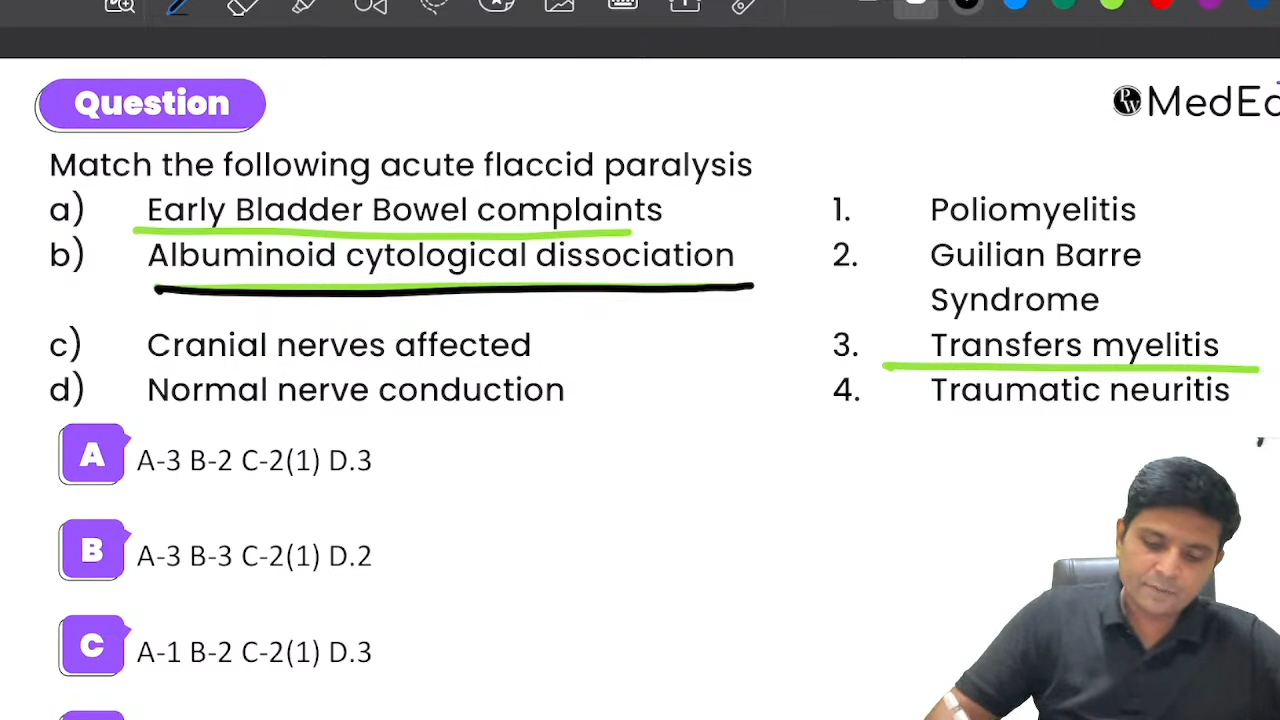 Question
PW MedEd
Match the following acute flaccid paralysis
a) Early Bladder Bowel complaints 1. Poliomyelitis
b) Albuminoid cytological dissociation 2. Guilian Barre
Syndrome
c) Cranial nerves affected 3. Transfers myelitis
d) Normal nerve conduction 4. Traumatic neuritis
A A-3 B-2 C-2(1) D.3
B A-3 B-3 C-2(1) D.2
C A-1 B-2 C-2(1) D.3